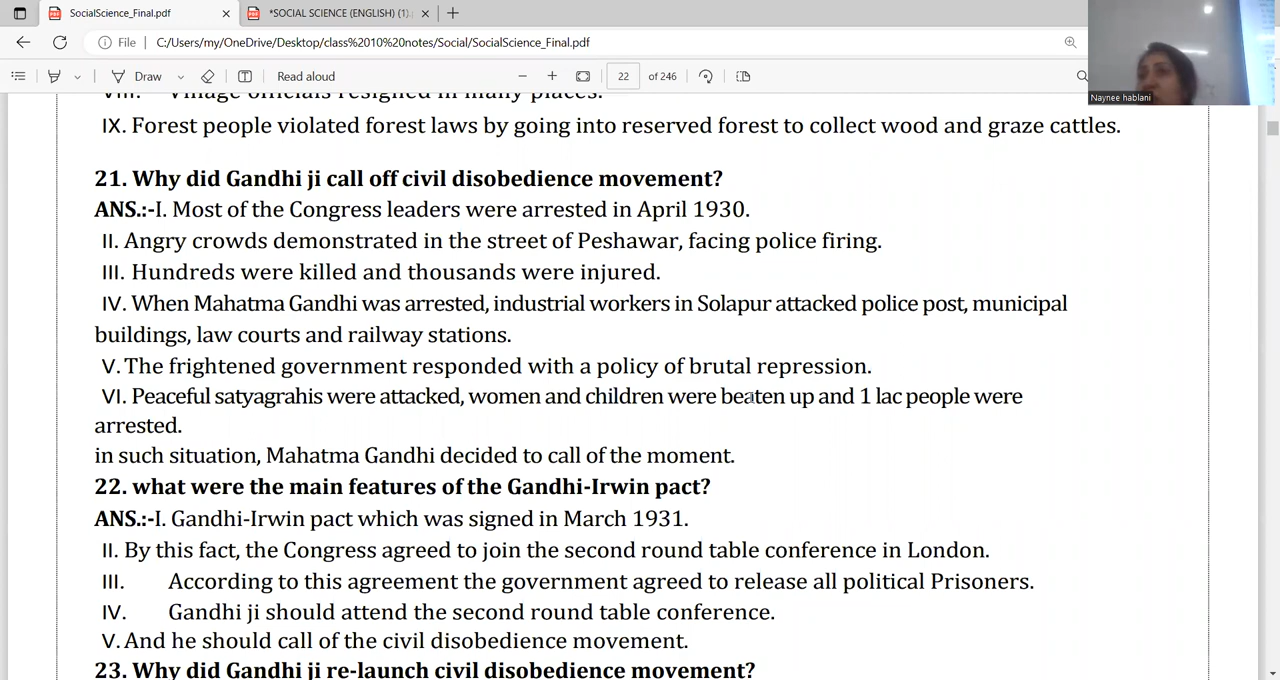 SocialScience_Final.pdf
*SOCIAL SCIENCE (ENGLISH) (1).
File
C:/Users/my/OneDrive/Desktop/class%2010%20notes/Social/SocialScience_Final.pdf
Draw
Read aloud
22
of 246
Naynee hablani
VIII. Village officials resigned in many places.
IX. Forest people violated forest laws by going into reserved forest to collect wood and graze cattles.
21. Why did Gandhi ji call off civil disobedience movement?
ANS.:-I. Most of the Congress leaders were arrested in April 1930.
II. Angry crowds demonstrated in the street of Peshawar, facing police firing.
III. Hundreds were killed and thousands were injured.
IV. When Mahatma Gandhi was arrested, industrial workers in Solapur attacked police post, municipal
buildings, law courts and railway stations.
V. The frightened government responded with a policy of brutal repression.
VI. Peaceful satyagrahis were attacked, women and children were beaten up and 1 lac people were
arrested.
in such situation, Mahatma Gandhi decided to call of the moment.
22. what were the main features of the Gandhi-Irwin pact?
ANS.:-I. Gandhi-Irwin pact which was signed in March 1931.
II. By this fact, the Congress agreed to join the second round table conference in London.
III. According to this agreement the government agreed to release all political Prisoners.
IV. Gandhi ji should attend the second round table conference.
V. And he should call of the civil disobedience movement.
23. Why did Gandhi ji re-launch civil disobedience movement?